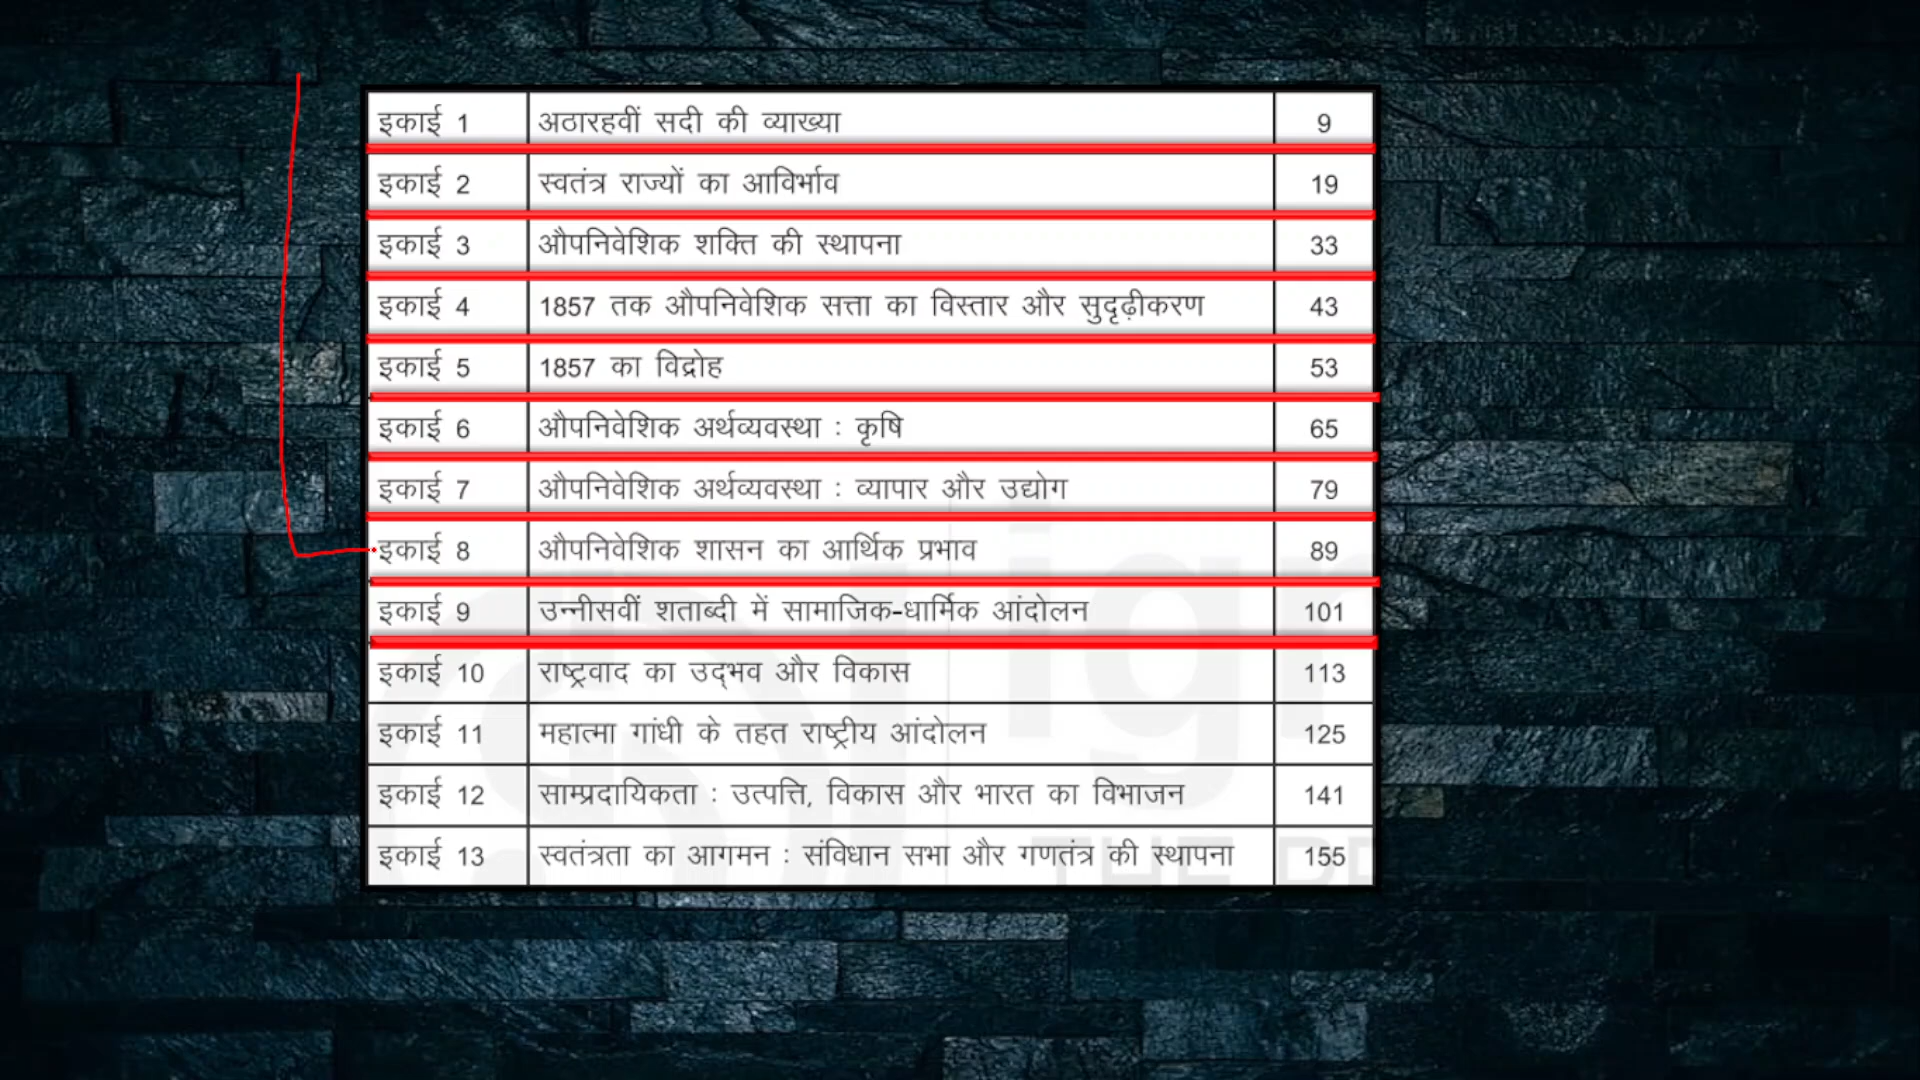 इकाई 1 अठारहवीं सदी की व्याख्या 9
इकाई 2 स्वतंत्र राज्यों का आविर्भाव 19
इकाई 3 औपनिवेशिक शक्ति की स्थापना 33
इकाई 4 1857 तक औपनिवेशिक सत्ता का विस्तार और सुदृढ़ीकरण 43
इकाई 5 1857 का विद्रोह 53
इकाई 6 औपनिवेशिक अर्थव्यवस्था : कृषि 65
इकाई 7 औपनिवेशिक अर्थव्यवस्था : व्यापार और उद्योग 79
इकाई 8 औपनिवेशिक शासन का आर्थिक प्रभाव 89
इकाई 9 उन्नीसवीं शताब्दी में सामाजिक-धार्मिक आंदोलन 101
इकाई 10 राष्ट्रवाद का उद्‌भव और विकास 113
इकाई 11 महात्मा गांधी के तहत राष्ट्रीय आंदोलन 125
इकाई 12 साम्प्रदायिकता : उत्पत्ति, विकास और भारत का विभाजन 141
इकाई 13 स्वतंत्रता का आगमन : संविधान सभा और गणतंत्र की स्थापना 155